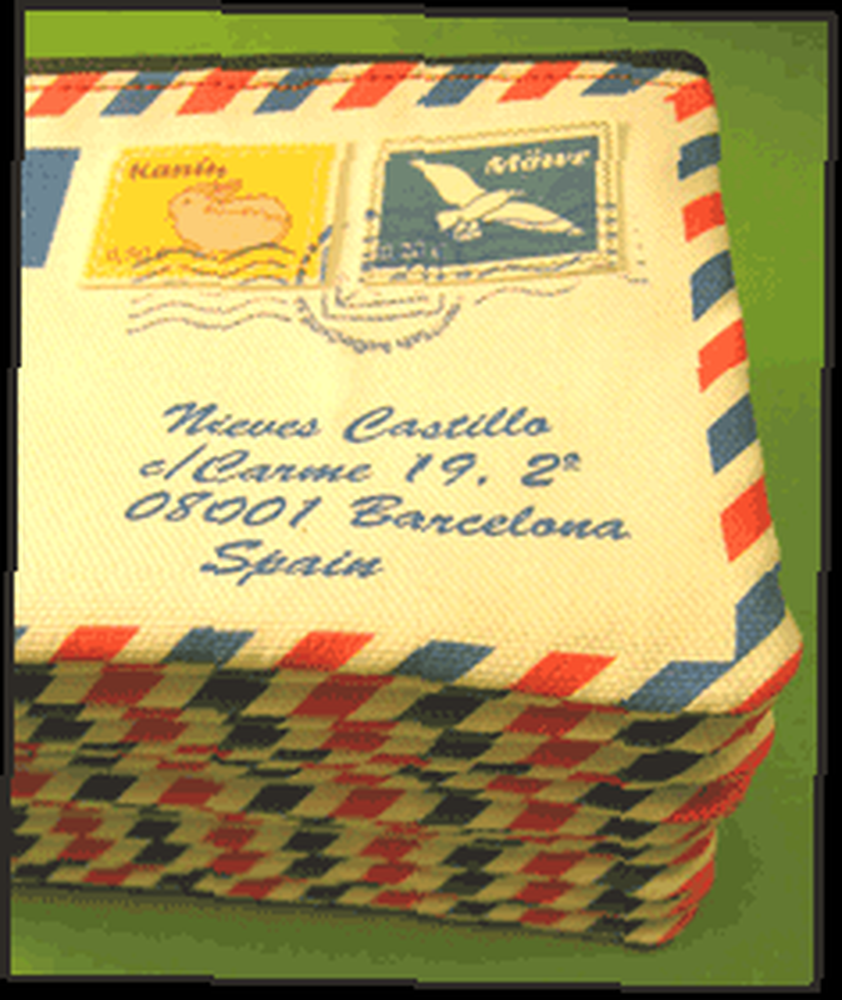 Kanin
Möwe
Nieves Castillo
c/Carme 19. 2º
08001 Barcelona
Spain